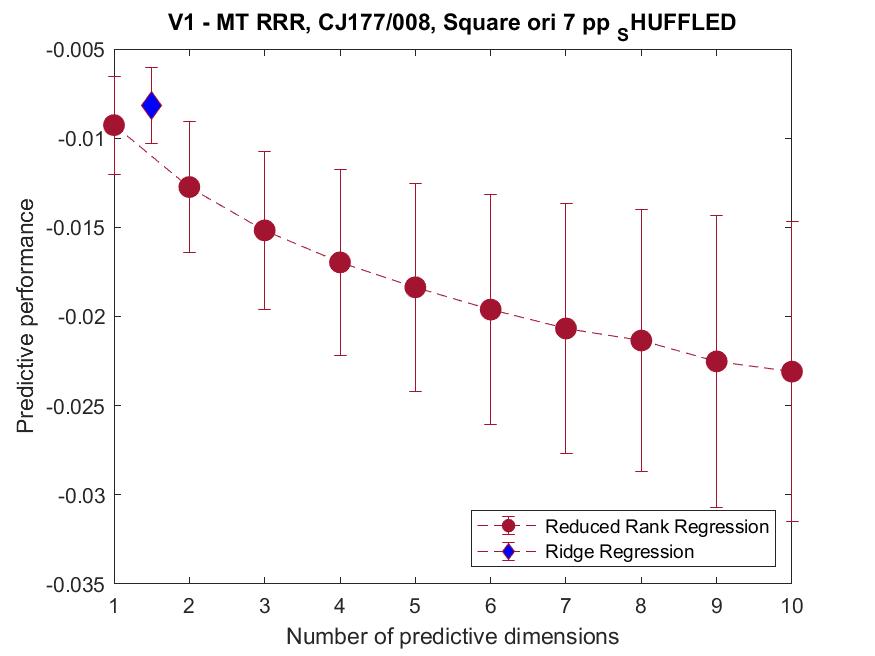 V1 - MT RRR, CJ177/008, Square ori 7 pp SHUFFLED
-0.005
-0.01
-0.015
-0.02
-0.025
-0.03
-0.035
Predictive performance
Reduced Rank Regression
Ridge Regression
1 2 3 4 5 6 7 8 9 10
Number of predictive dimensions